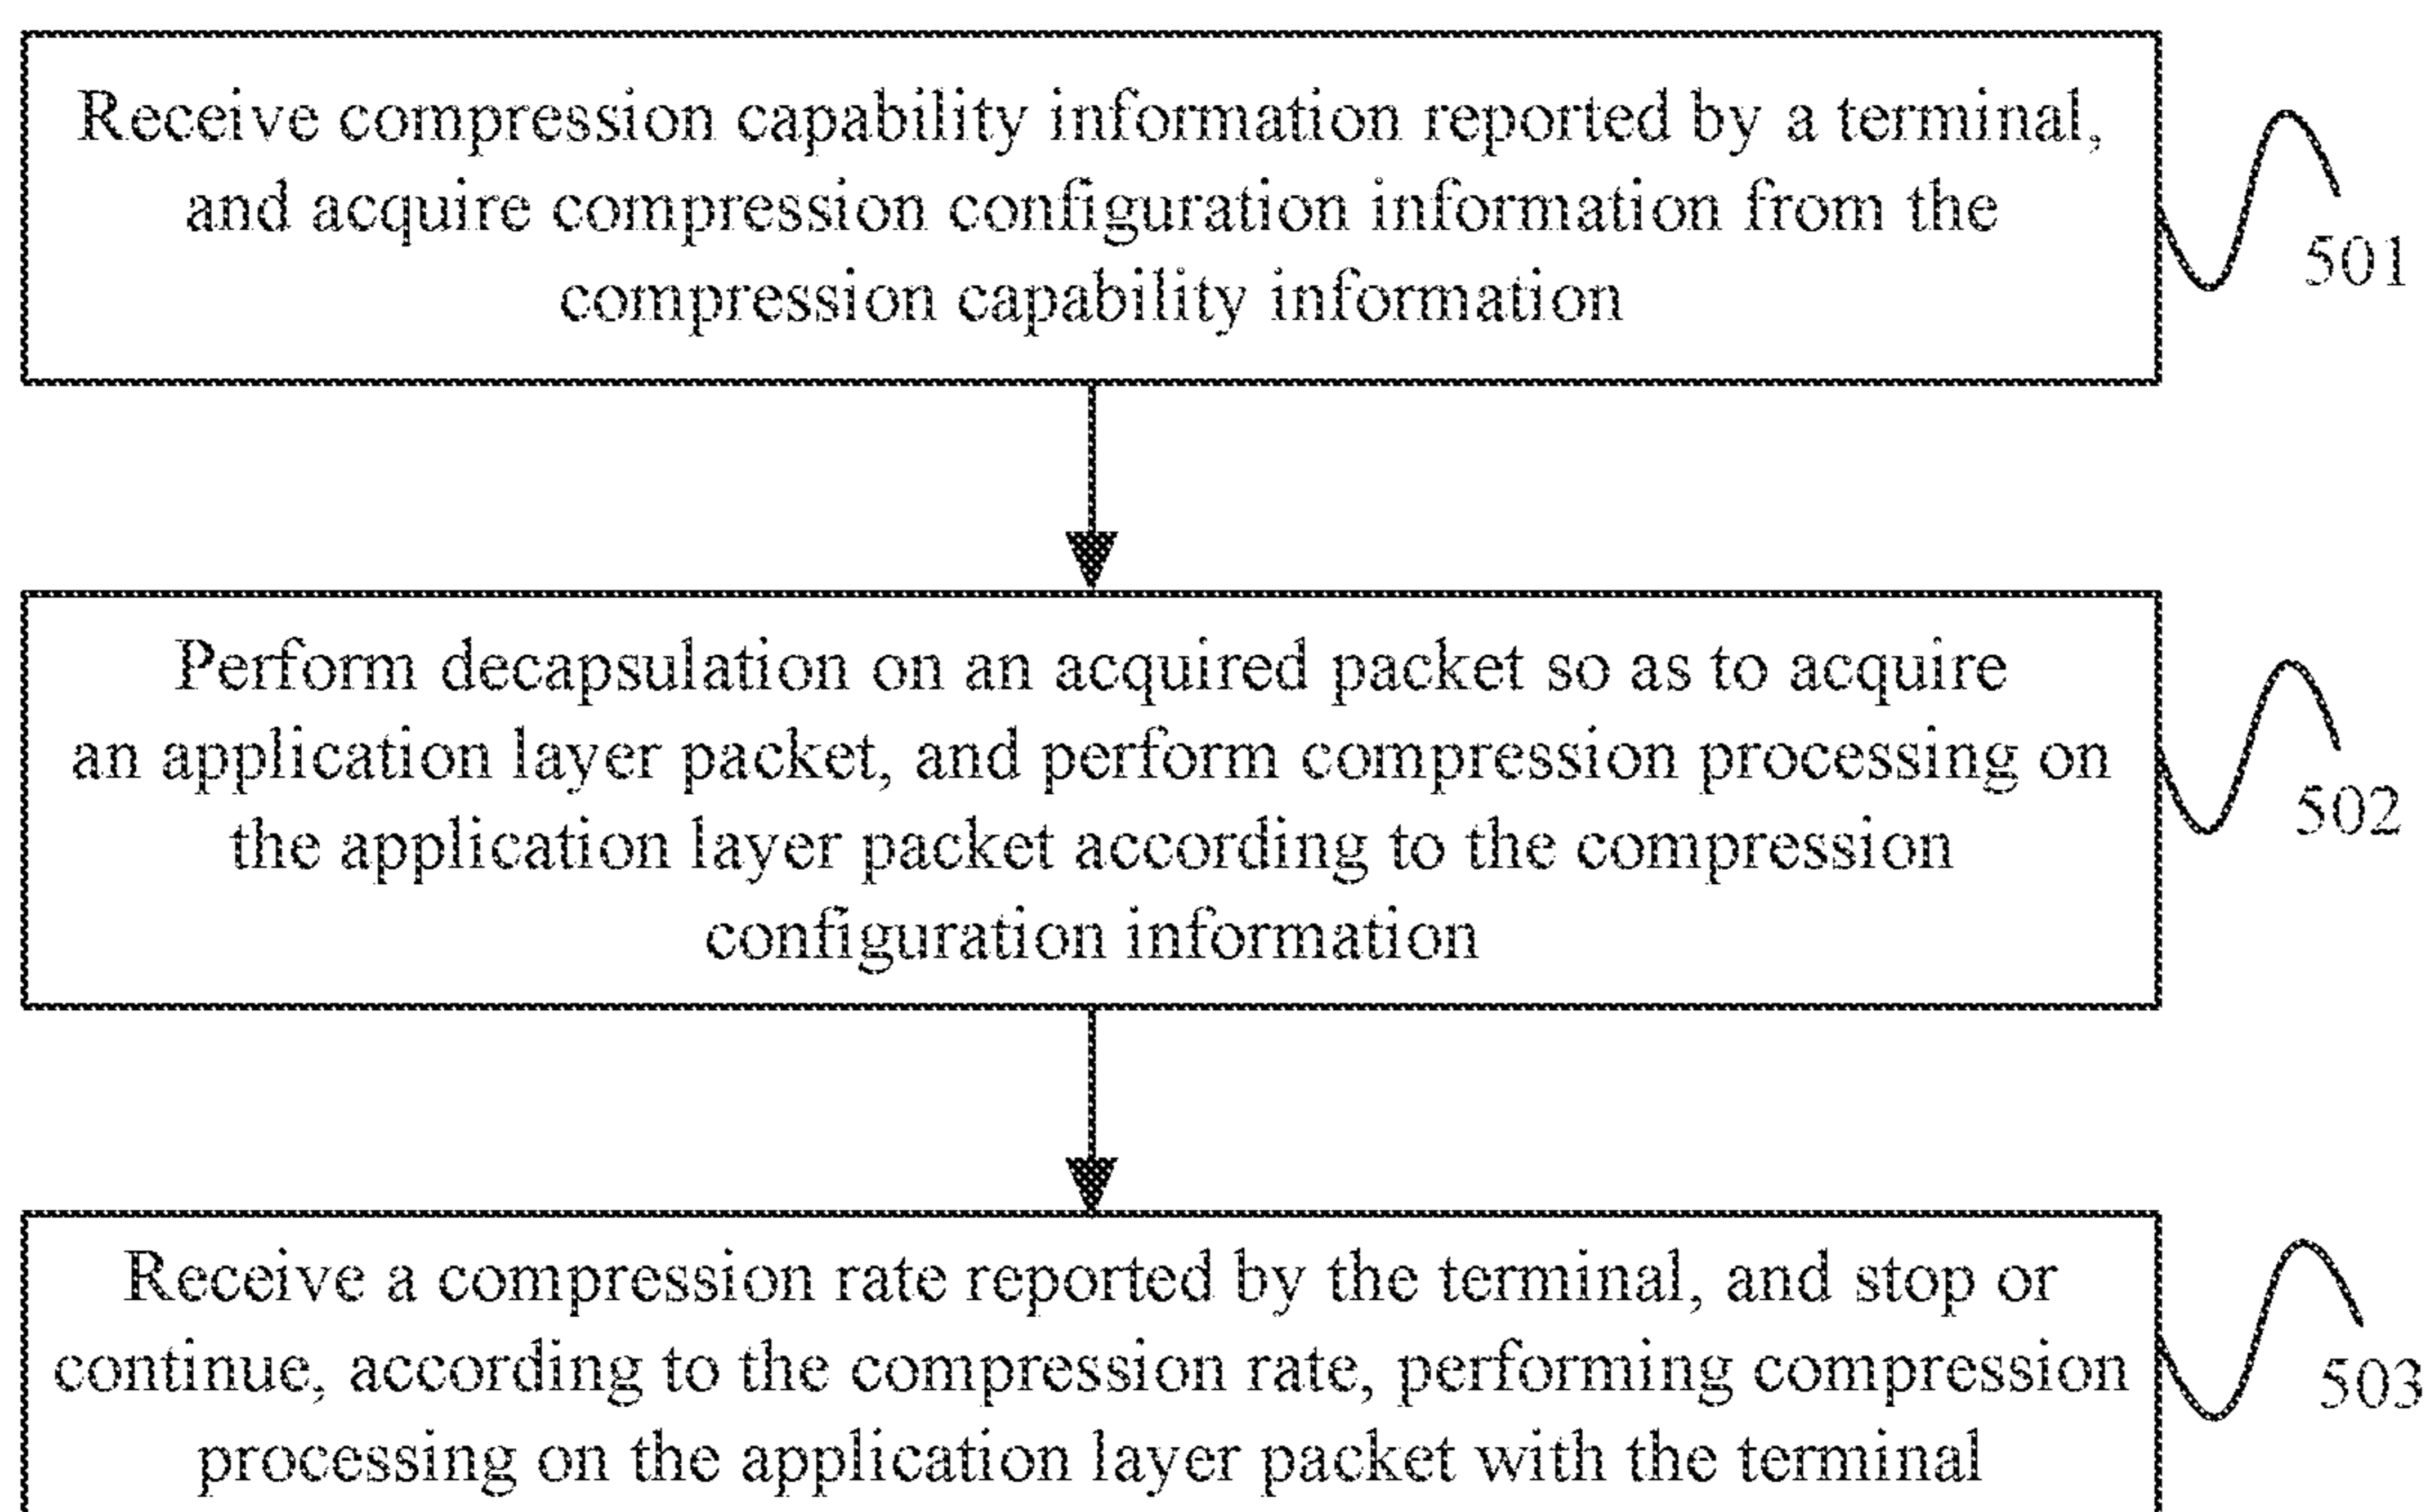 Receive compression capability information reported by a terminal,
and acquire compression configuration information from the
compression capability information
501
Perform decapsulation on an acquired packet so as to acquire
an application layer packet, and perform compression processing on
the application layer packet according to the compression
configuration information
502
Receive a compression rate reported by the terminal, and stop or
continue, according to the compression rate, performing compression
processing on the application layer packet with the terminal
503